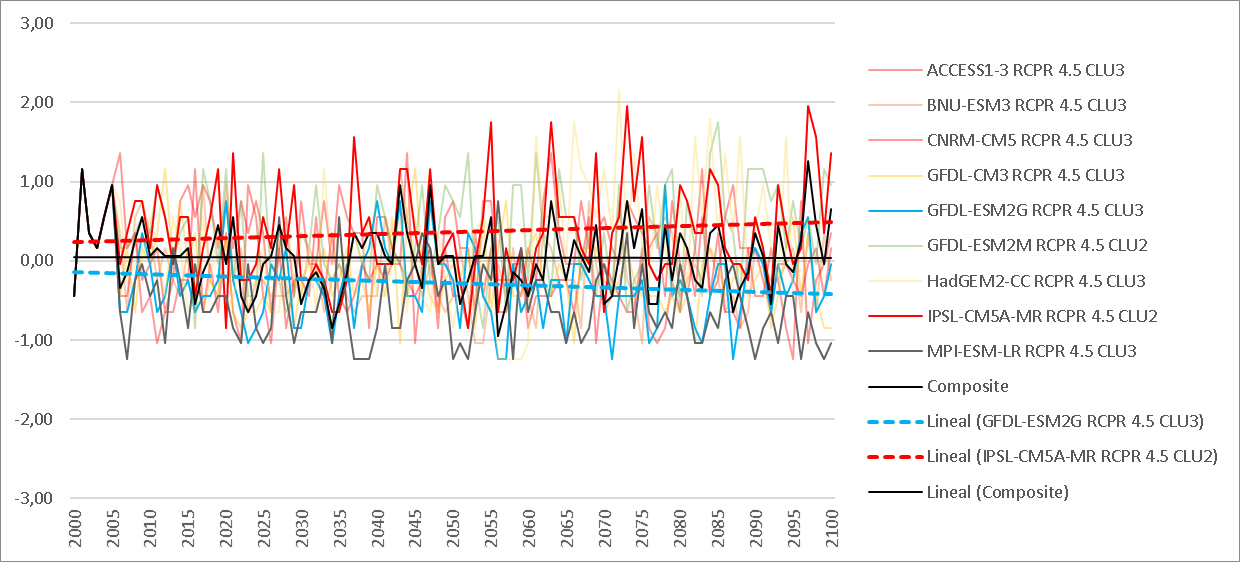 3,00
2,00
1,00
0,00
-1,00
-2,00
-3,00
2000
2005
2010
2015
2020
2025
2030
2035
2040
2045
2050
2055
2060
2065
2070
2075
2080
2085
2090
2095
2100
ACCESS1-3 RCPR 4.5 CLU3
BNU-ESM3 RCPR 4.5 CLU3
CNRM-CM5 RCPR 4.5 CLU3
GFDL-CM3 RCPR 4.5 CLU3
GFDL-ESM2G RCPR 4.5 CLU3
GFDL-ESM2M RCPR 4.5 CLU2
HadGEM2-CC RCPR 4.5 CLU3
IPSL-CM5A-MR RCPR 4.5 CLU2
MPI-ESM-LR RCPR 4.5 CLU3
Composite
Lineal (GFDL-ESM2G RCPR 4.5 CLU3)
Lineal (IPSL-CM5A-MR RCPR 4.5 CLU2)
Lineal (Composite)